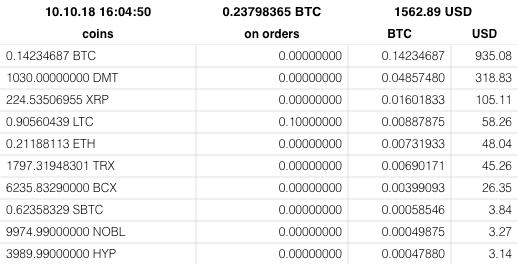 10.10.18 16:04:50 0.23798365 BTC 1562.89 USD
coins on orders BTC USD
0.14234687 BTC 0.00000000 0.14234687 935.08
1030.00000000 DMT 0.00000000 0.04857480 318.83
224.53506955 XRP 0.00000000 0.01601833 105.11
0.90560439 LTC 0.10000000 0.00887875 58.26
0.21188113 ETH 0.00000000 0.00731933 48.04
1797.31948301 TRX 0.00000000 0.00690171 45.26
6235.83290000 BCX 0.00000000 0.00399093 26.35
0.62358329 SBTC 0.00000000 0.00058546 3.84
9974.99000000 NOBL 0.00000000 0.00049875 3.27
3989.99000000 HYP 0.00000000 0.00047880 3.14